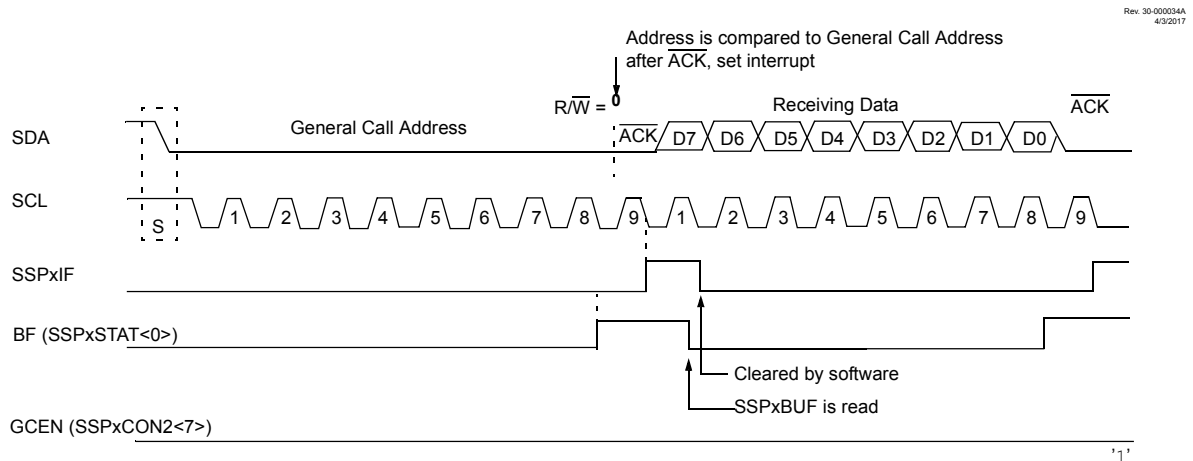 Rev. 30-000034A
4/3/2017
Address is compared to General Call Address
after ACK, set interrupt
R/W = 0
General Call Address
Receiving Data
ACK
SDA
ACK D7 D6 D5 D4 D3 D2 D1 D0
SCL
S 1 2 3 4 5 6 7 8 9 1 2 3 4 5 6 7 8 9
SSPxIF
BF (SSPxSTAT<0>)
Cleared by software
SSPxBUF is read
GCEN (SSPxCON2<7>)
'1'